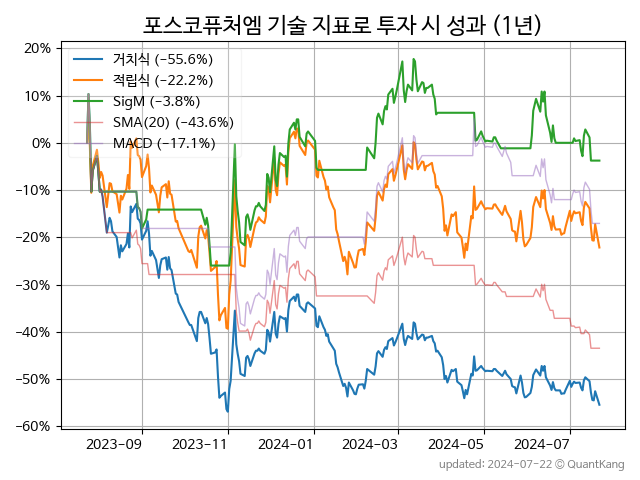 포스코퓨처엠 기술 지표로 투자 시 성과 (1년)
20%
10%
0%
−10%
−20%
−30%
−40%
−50%
−60%
거치식 (−55.6%)
적립식 (−22.2%)
SigM (−3.8%)
SMA(20) (−43.6%)
MACD (−17.1%)
2023-09
2023-11
2024-01
2024-03
2024-05
2024-07
updated: 2024-07-22 © QuantKang